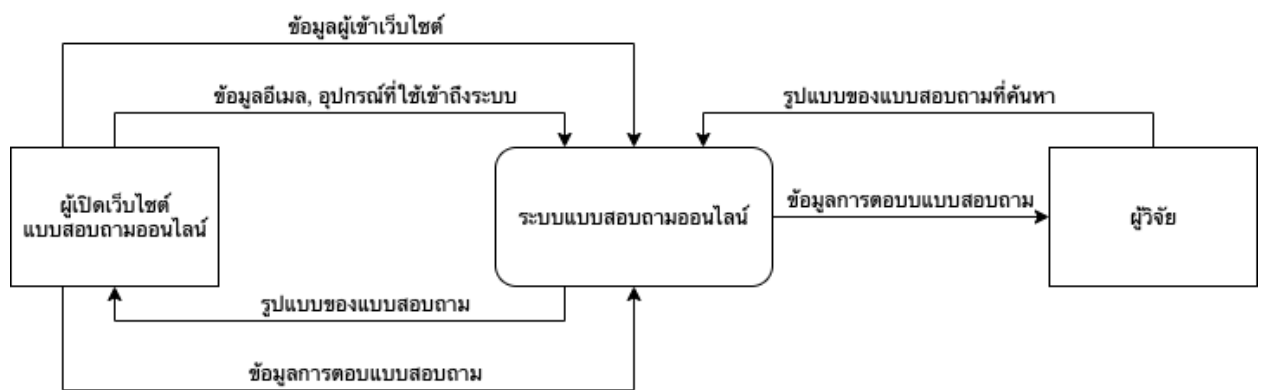 ข้อมูลผู้เข้าเว็บไซต์
ข้อมูลอีเมล, อุปกรณ์ที่ใช้เข้าถึงระบบ
รูปแบบของแบบสอบถามที่ค้นหา
ผู้เปิดเว็บไซต์
แบบสอบถามออนไลน์
ระบบแบบสอบถามออนไลน์
ข้อมูลการตอบบแบบสอบถาม
ผู้วิจัย
รูปแบบของแบบสอบถาม
ข้อมูลการตอบแบบสอบถาม